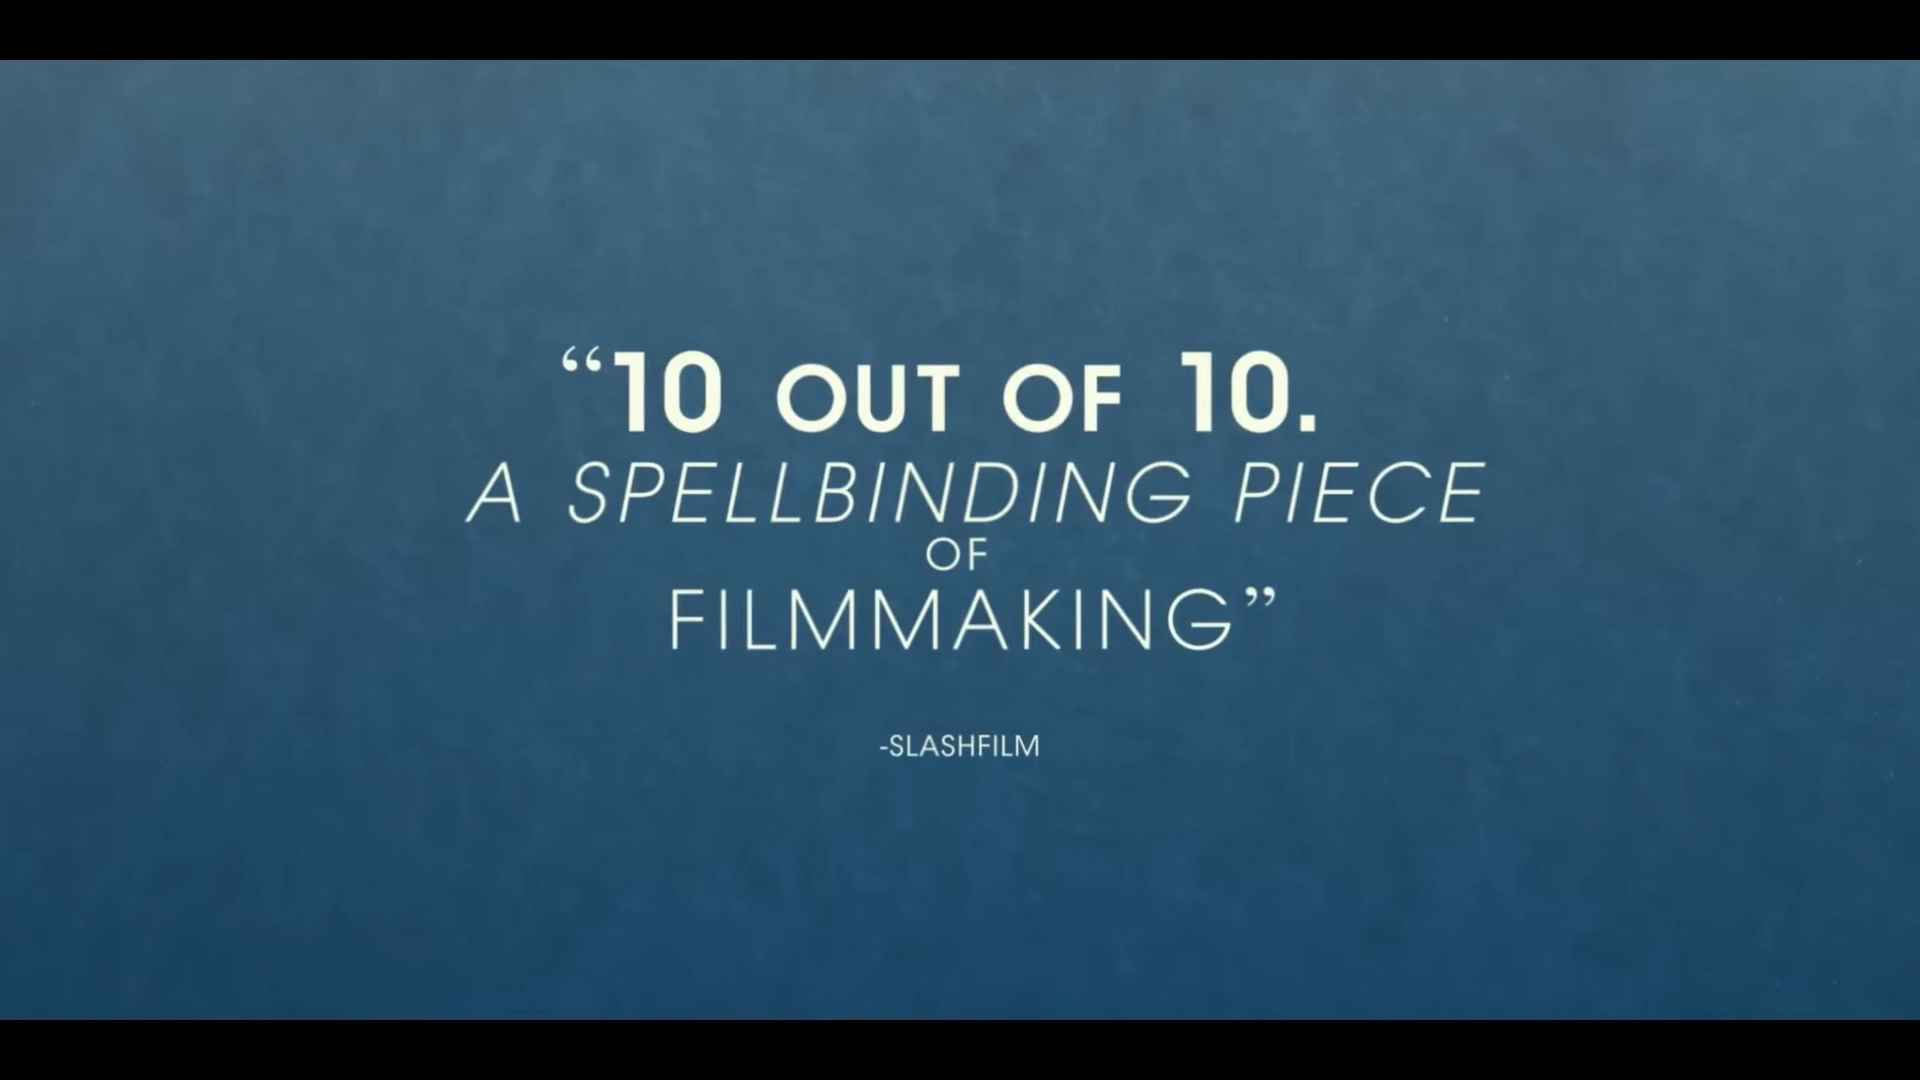 “10 OUT OF 10.
A SPELLBINDING PIECE
OF
FILMMAKING”
-SLASHFILM